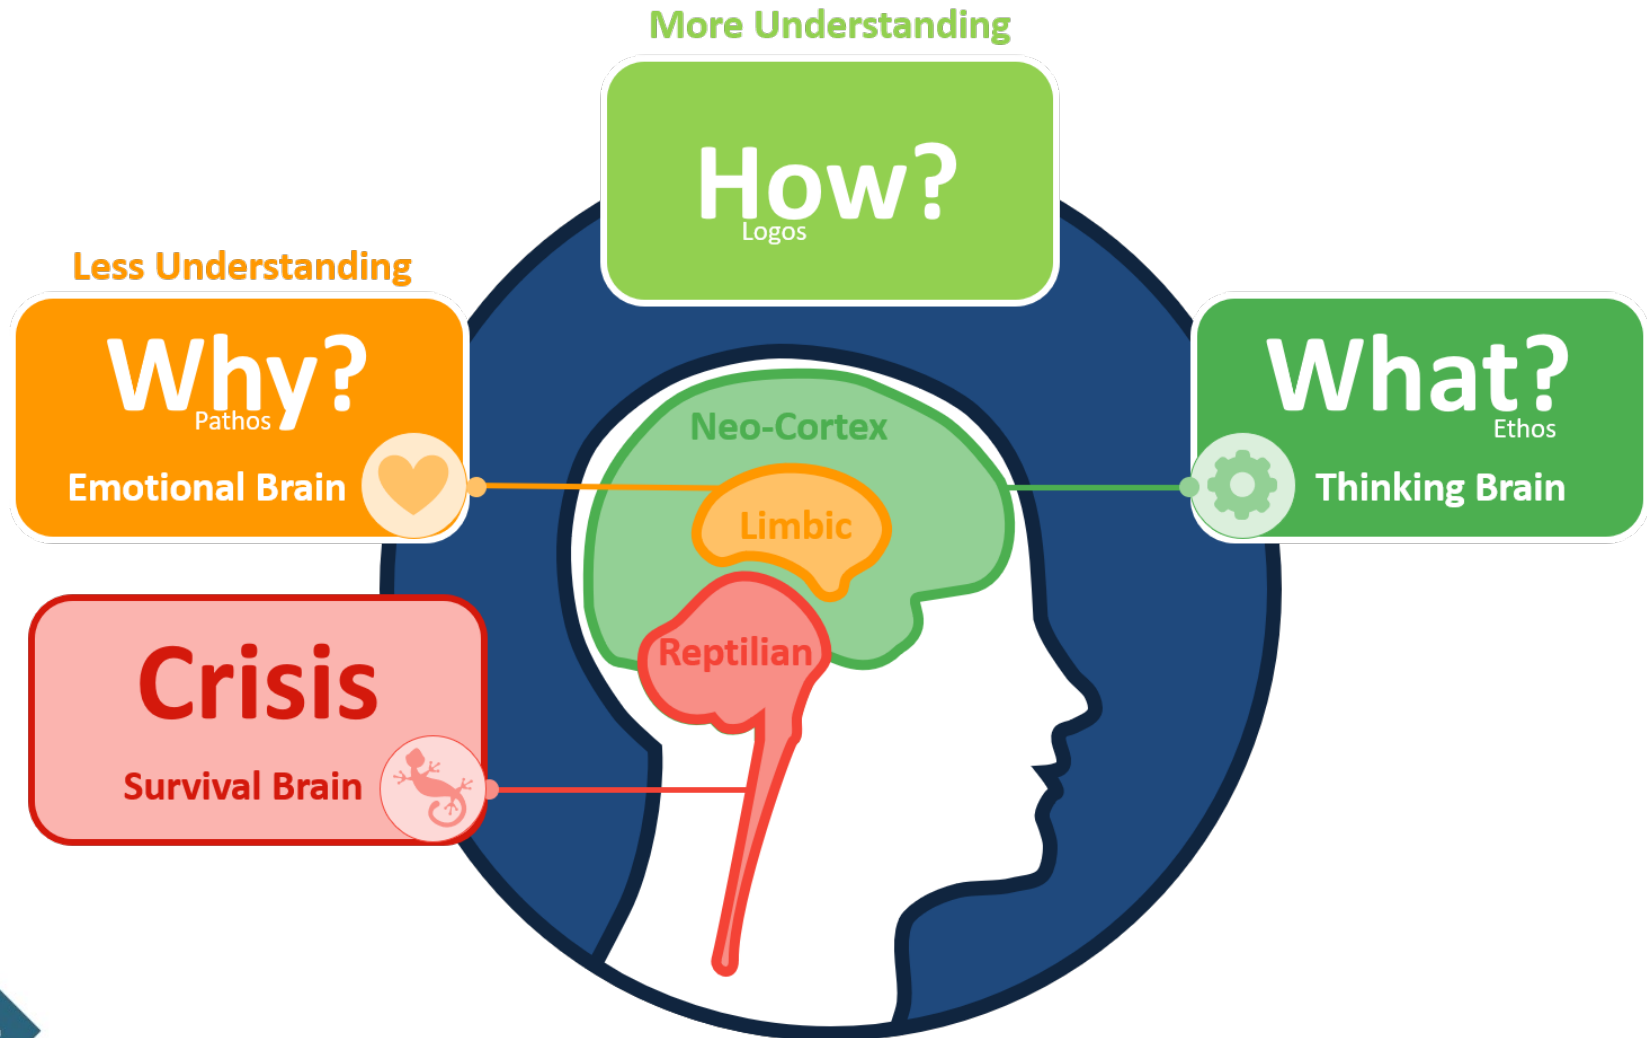 More Understanding
How?
Logos
Less Understanding
Why?
Pathos
Emotional Brain
What?
Ethos
Thinking Brain
Neo-Cortex
Limbic
Reptilian
Crisis
Survival Brain